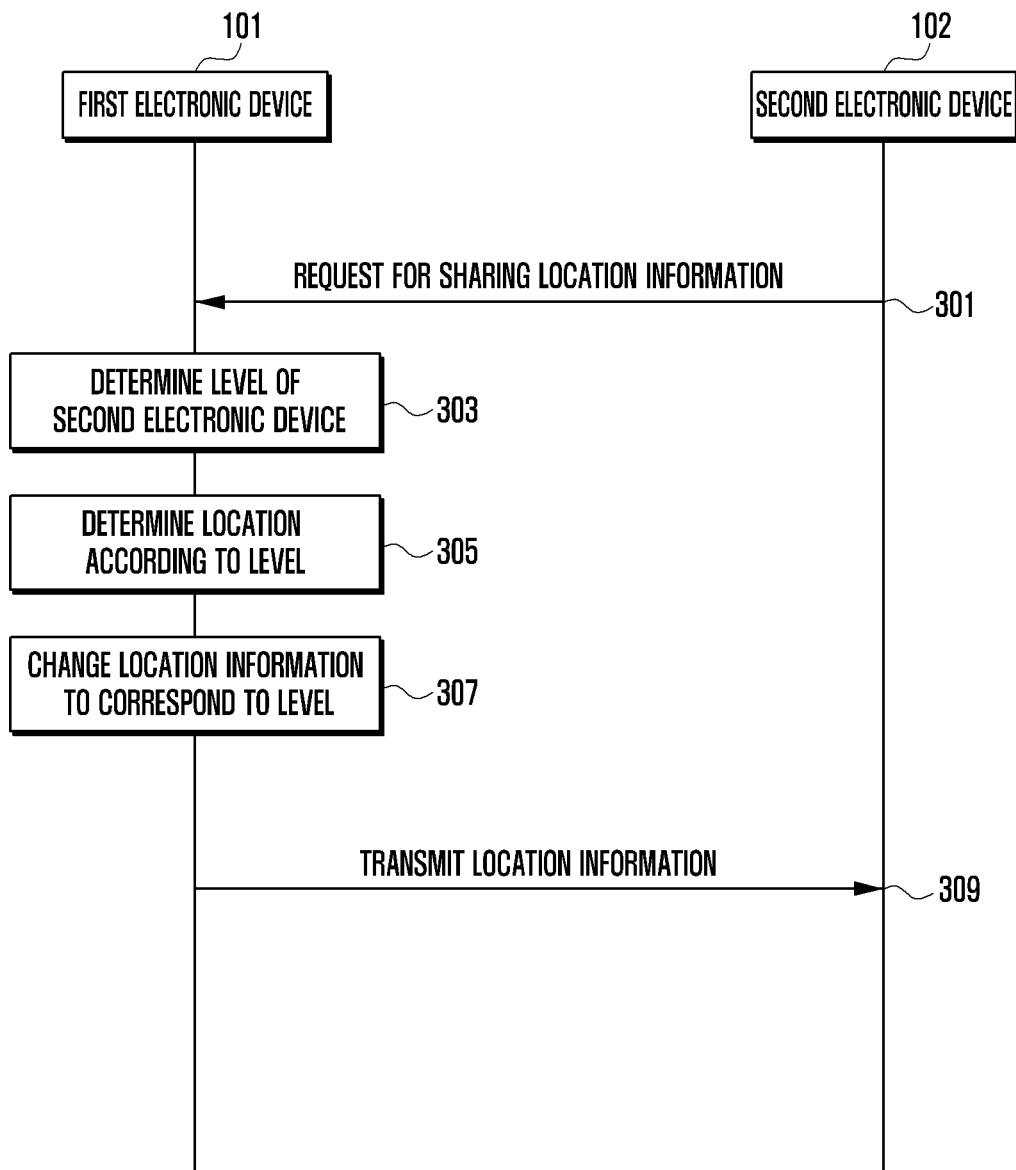 101
102
FIRST ELECTRONIC DEVICE
SECOND ELECTRONIC DEVICE
REQUEST FOR SHARING LOCATION INFORMATION
301
DETERMINE LEVEL OF
SECOND ELECTRONIC DEVICE
303
DETERMINE LOCATION
ACCORDING TO LEVEL
305
CHANGE LOCATION INFORMATION
TO CORRESPOND TO LEVEL
307
TRANSMIT LOCATION INFORMATION
309